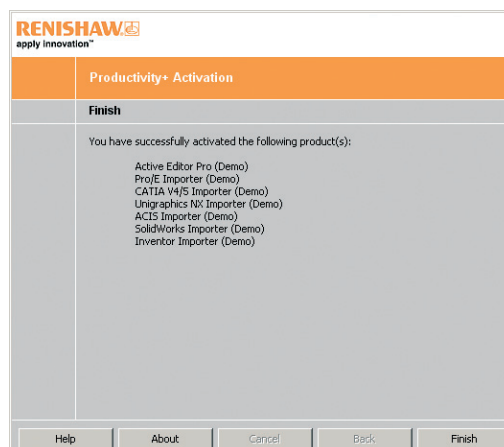 RENISHAW
apply innovation™
Productivity+ Activation
Finish
You have successfully activated the following product(s):
Active Editor Pro (Demo)
Pro/E Importer (Demo)
CATIA V4/5 Importer (Demo)
Unigraphics NX Importer (Demo)
ACIS Importer (Demo)
SolidWorks Importer (Demo)
Inventor Importer (Demo)
Help About Cancel Back Finish